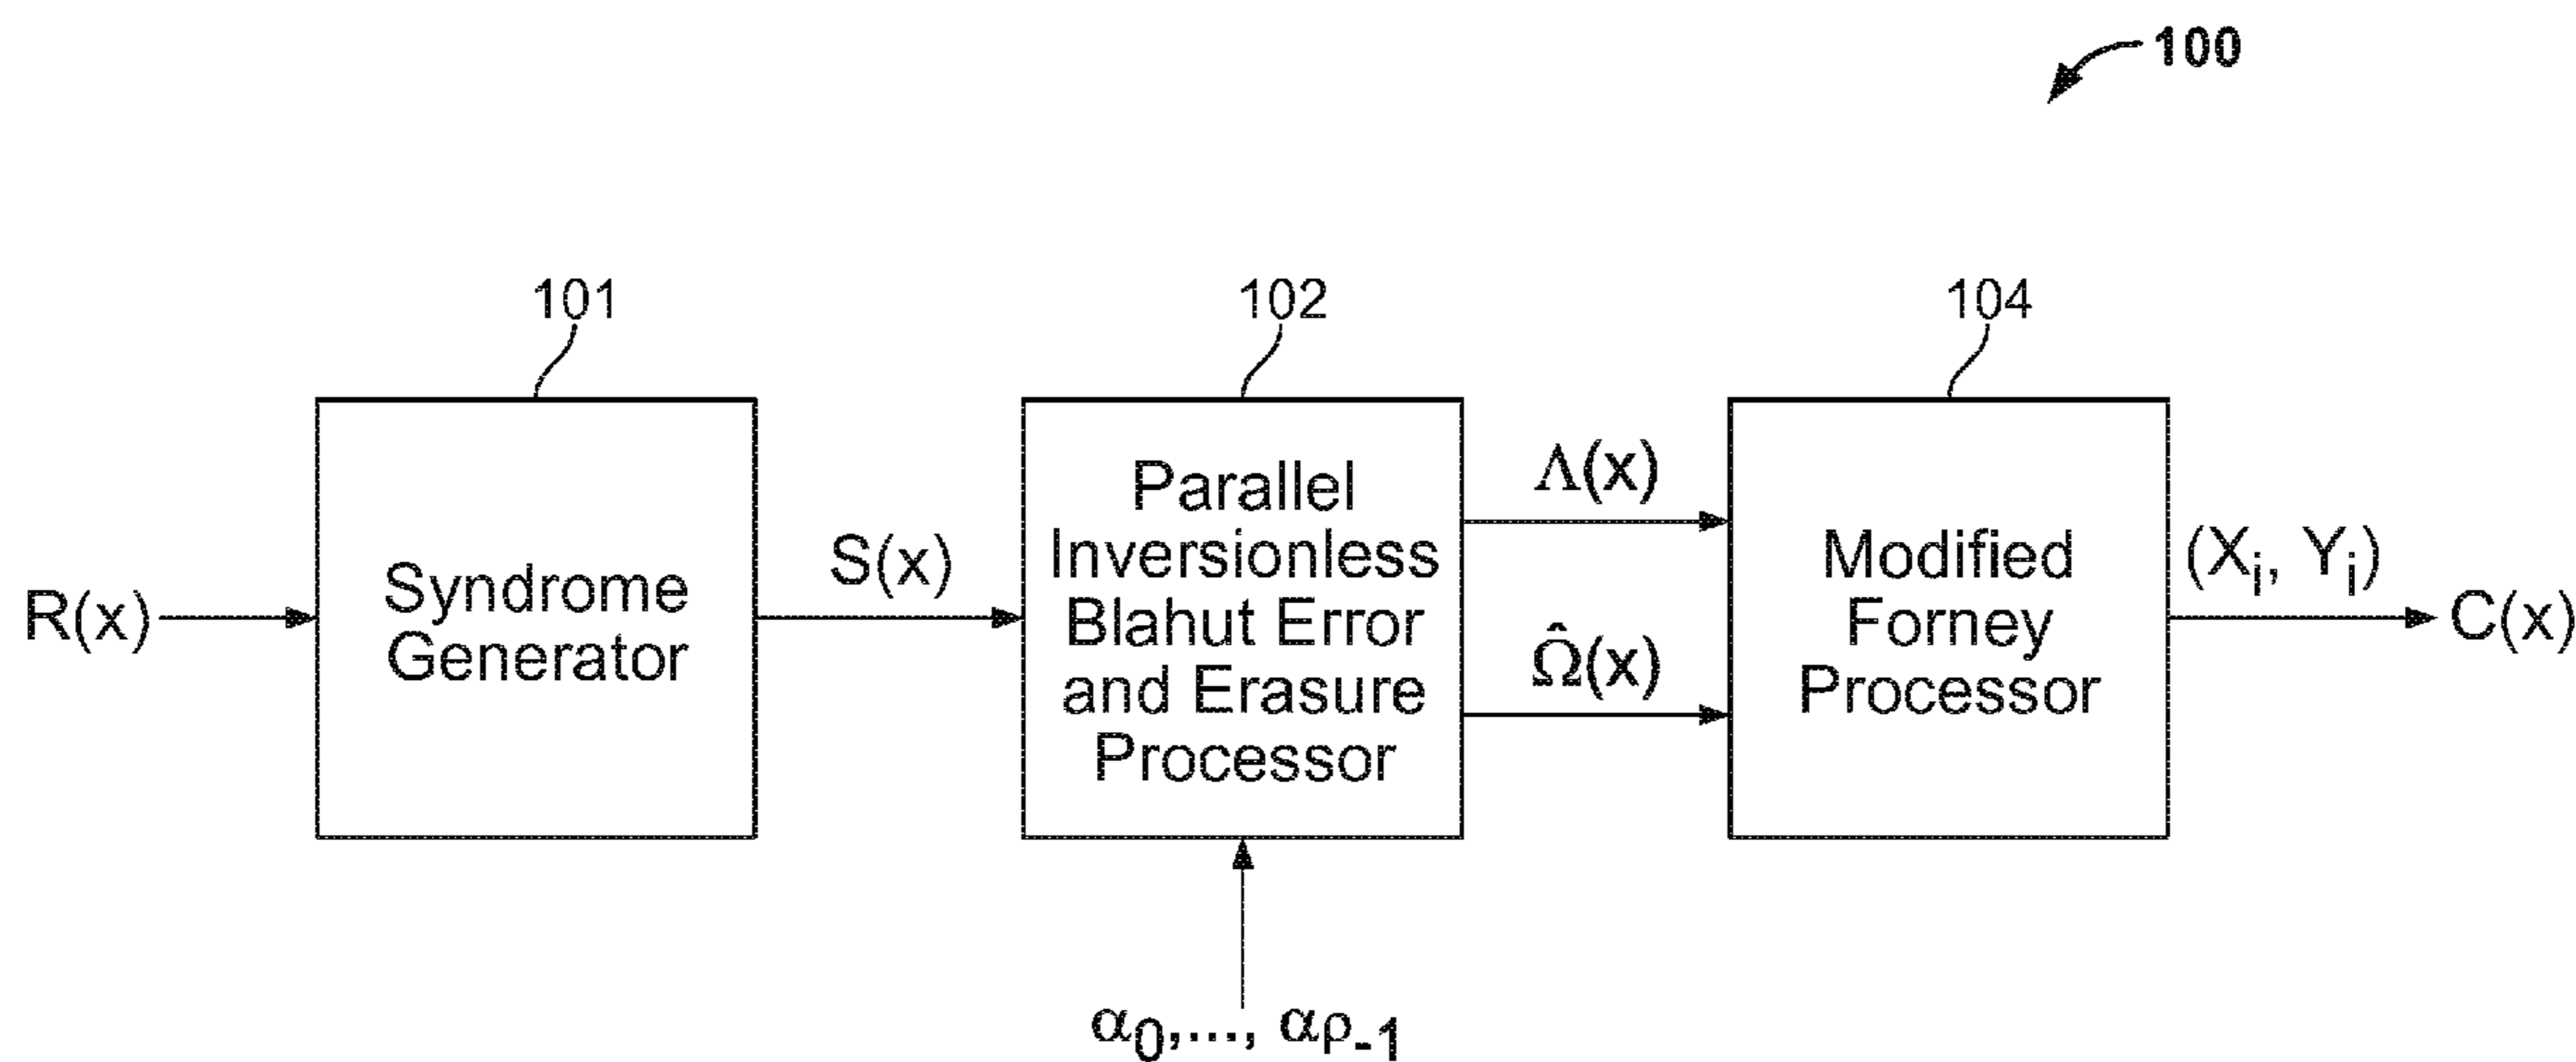 100
101
102
104
R(x)
Syndrome
Generator
S(x)
Parallel
Inversionless
Blahut Error
and Erasure
Processor
Λ(x)
Ω̂(x)
Modified
Forney
Processor
(Xᵢ, Yᵢ)
C(x)
α₀,..., αρ₋₁